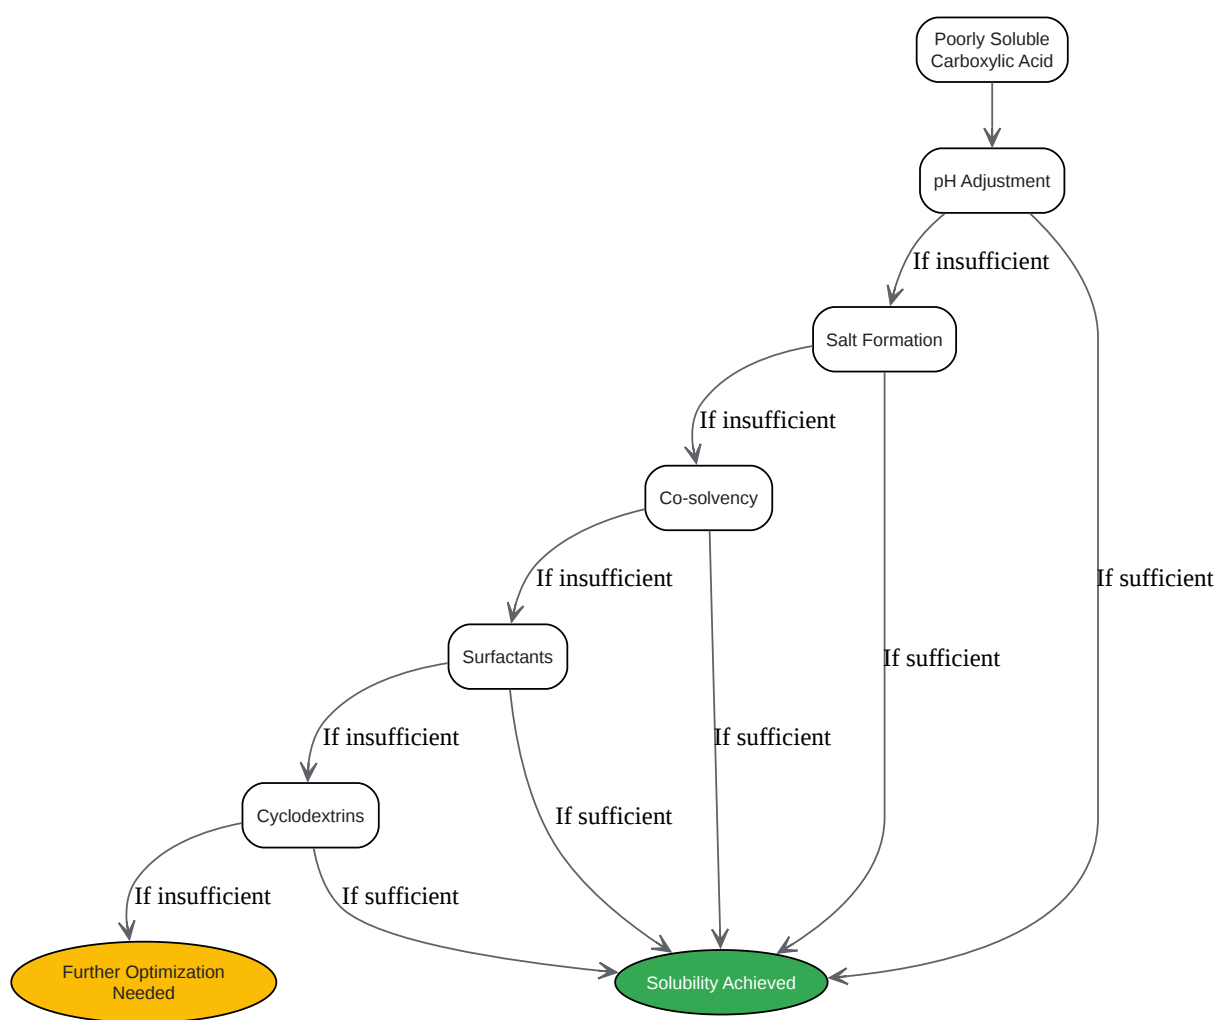 Poorly Soluble
Carboxylic Acid
pH Adjustment
If insufficient
Salt Formation
If insufficient
Co-solvency
If insufficient
If sufficient
Surfactants
If sufficient
If insufficient
If sufficient
Cyclodextrins
If sufficient
If insufficient
If sufficient
Further Optimization
Needed
Solubility Achieved